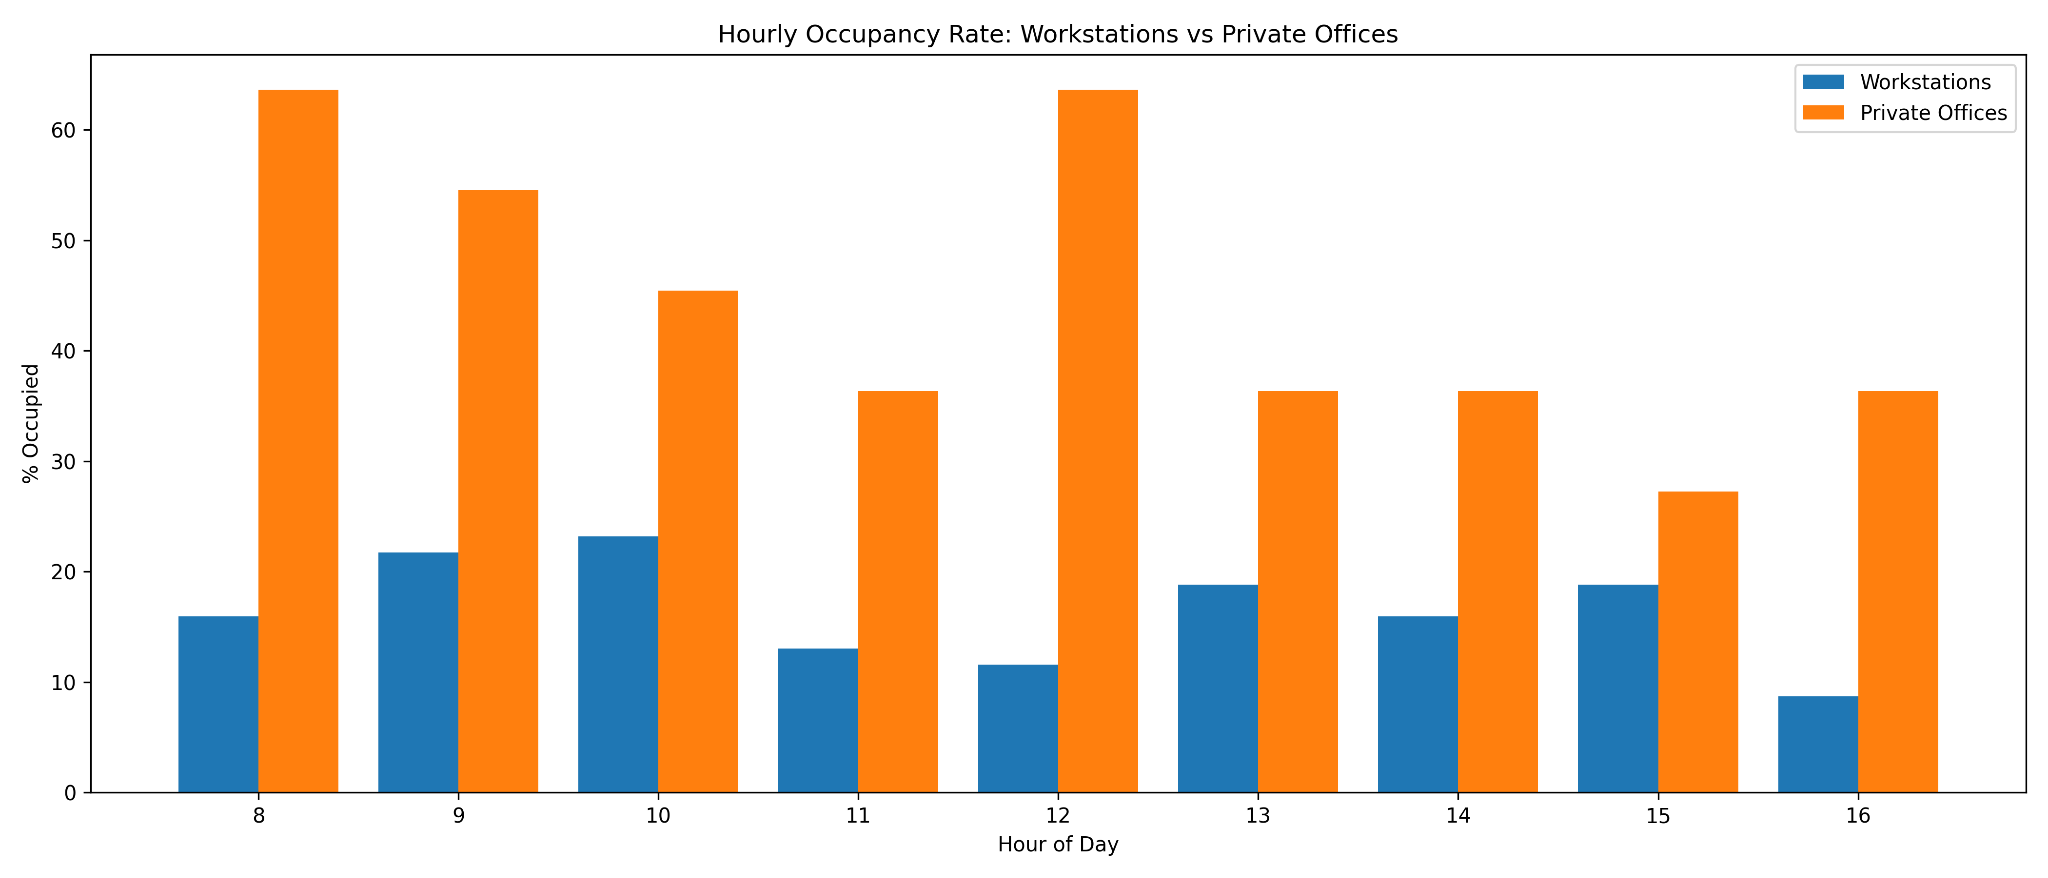 Hourly Occupancy Rate: Workstations vs Private Offices
Workstations
Private Offices
% Occupied
60
50
40
30
20
10
0
8 9 10 11 12 13 14 15 16
Hour of Day